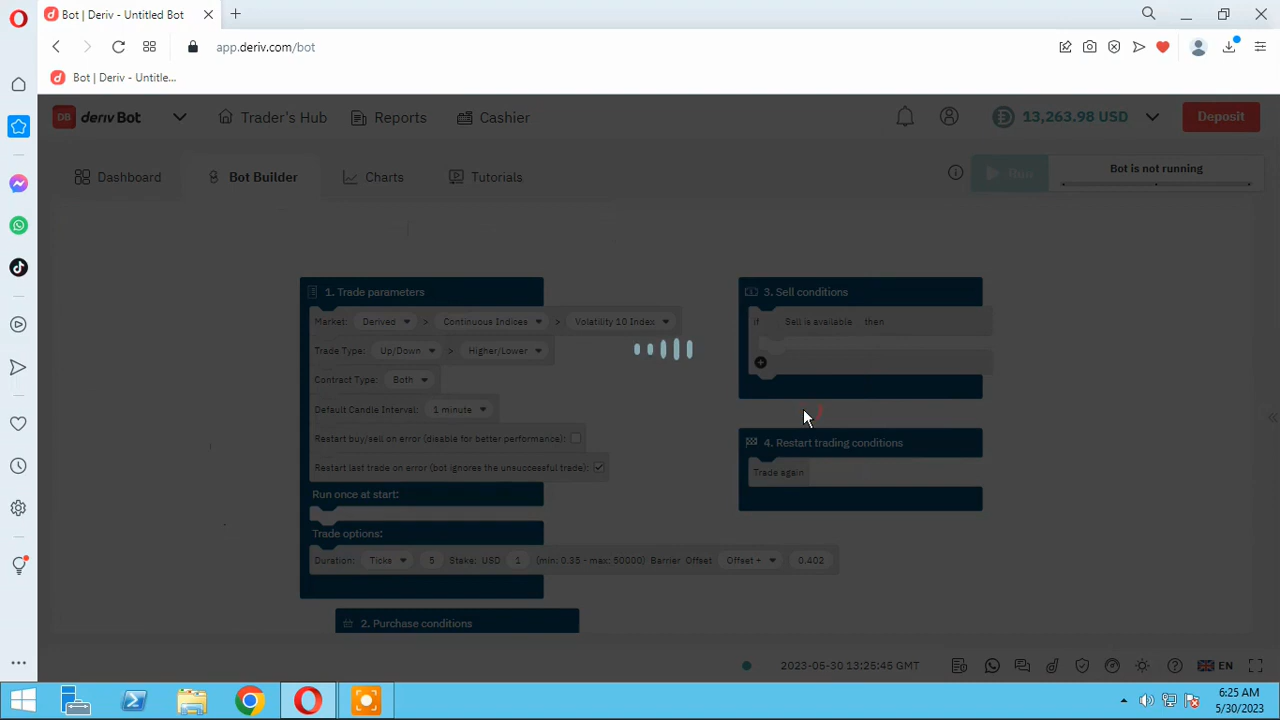 Bot | Deriv - Untitled Bot
app.deriv.com/bot
Bot | Deriv - Untitle...
DB deriv Bot
Trader's Hub
Reports
Cashier
13,263.98 USD
Deposit
Dashboard
Bot Builder
Charts
Tutorials
Run
Bot is not running
1. Trade parameters
Market: Derived > Continuous Indices > Volatility 10 Index
Trade Type: Up/Down > Higher/Lower
Contract Type: Both
Default Candle Interval: 1 minute
Restart buy/sell on error (disable for better performance):
Restart last trade on error (bot ignores the unsuccessful trade):
Run once at start:
Trade options:
Duration: Ticks 5 Stake: USD 1 (min: 0.35 - max: 50000) Barrier Offset Offset + 0.402
2. Purchase conditions
3. Sell conditions
if Sell is available then
4. Restart trading conditions
Trade again
2023-05-30 13:25:45 GMT
EN
6:25 AM
5/30/2023